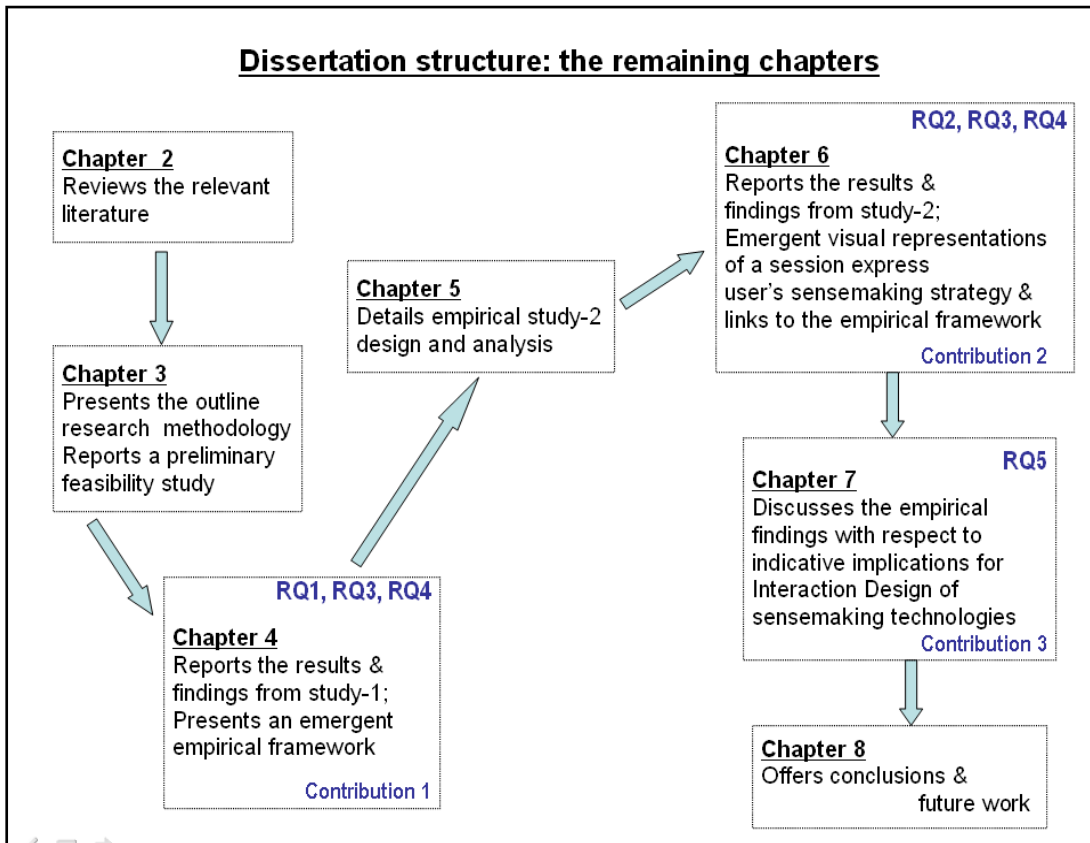 Dissertation structure: the remaining chapters
Chapter 2
Reviews the relevant
literature
Chapter 3
Presents the outline
research methodology
Reports a preliminary
feasibility study
RQ1, RQ3, RQ4
Chapter 4
Reports the results &
findings from study-1;
Presents an emergent
empirical framework
Contribution 1
Chapter 5
Details empirical study-2
design and analysis
RQ2, RQ3, RQ4
Chapter 6
Reports the results &
findings from study-2;
Emergent visual representations
of a session express
user's sensemaking strategy &
links to the empirical framework
Contribution 2
RQ5
Chapter 7
Discusses the empirical
findings with respect to
indicative implications for
Interaction Design of
sensemaking technologies
Contribution 3
Chapter 8
Offers conclusions &
future work